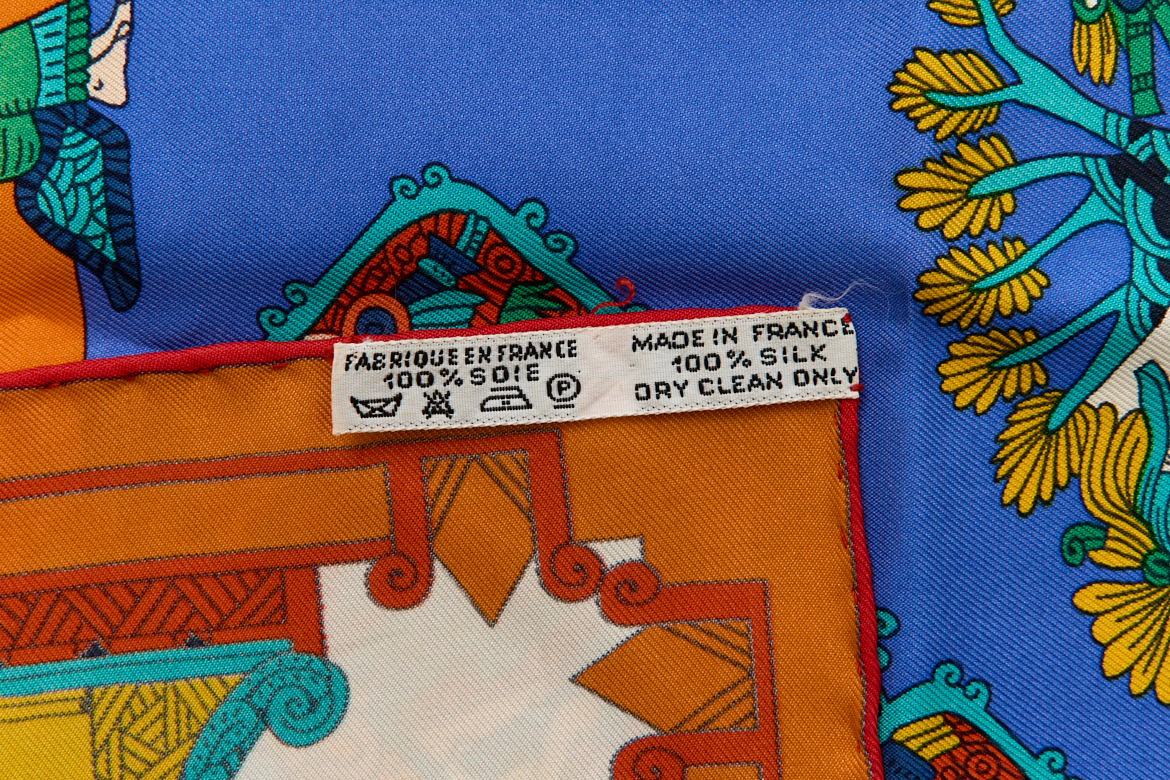 FABRIQUE EN FRANCE
100% SOIE
P
MADE IN FRANCE
100% SILK
DRY CLEAN ONLY